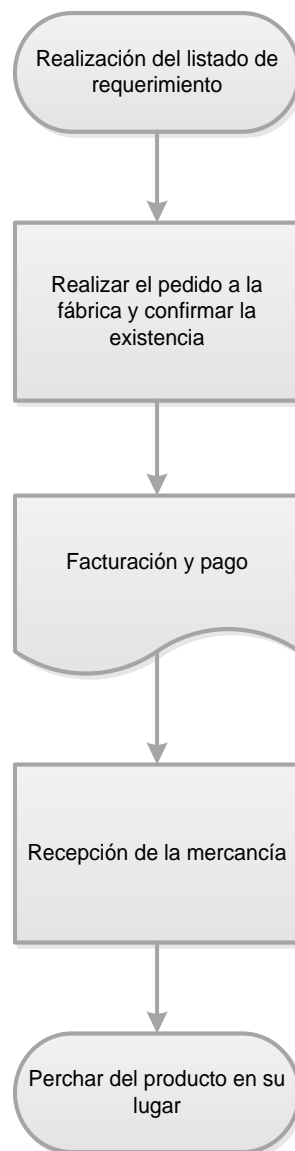 Realización del listado de
requerimiento
Realizar el pedido a la
fábrica y confirmar la
existencia
Facturación y pago
Recepción de la mercancía
Perchar del producto en su
lugar